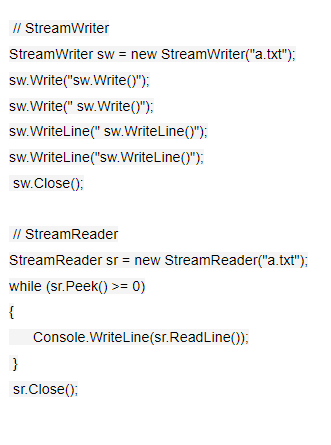 // StreamWriter
StreamWriter sw = new StreamWriter("a.txt");
sw.Write("sw.Write()");
sw.Write(" sw.Write()");
sw.WriteLine(" sw.WriteLine()");
sw.WriteLine("sw.WriteLine()");
sw.Close();
// StreamReader
StreamReader sr = new StreamReader("a.txt");
while (sr.Peek() >= 0)
{
Console.WriteLine(sr.ReadLine());
}
sr.Close();